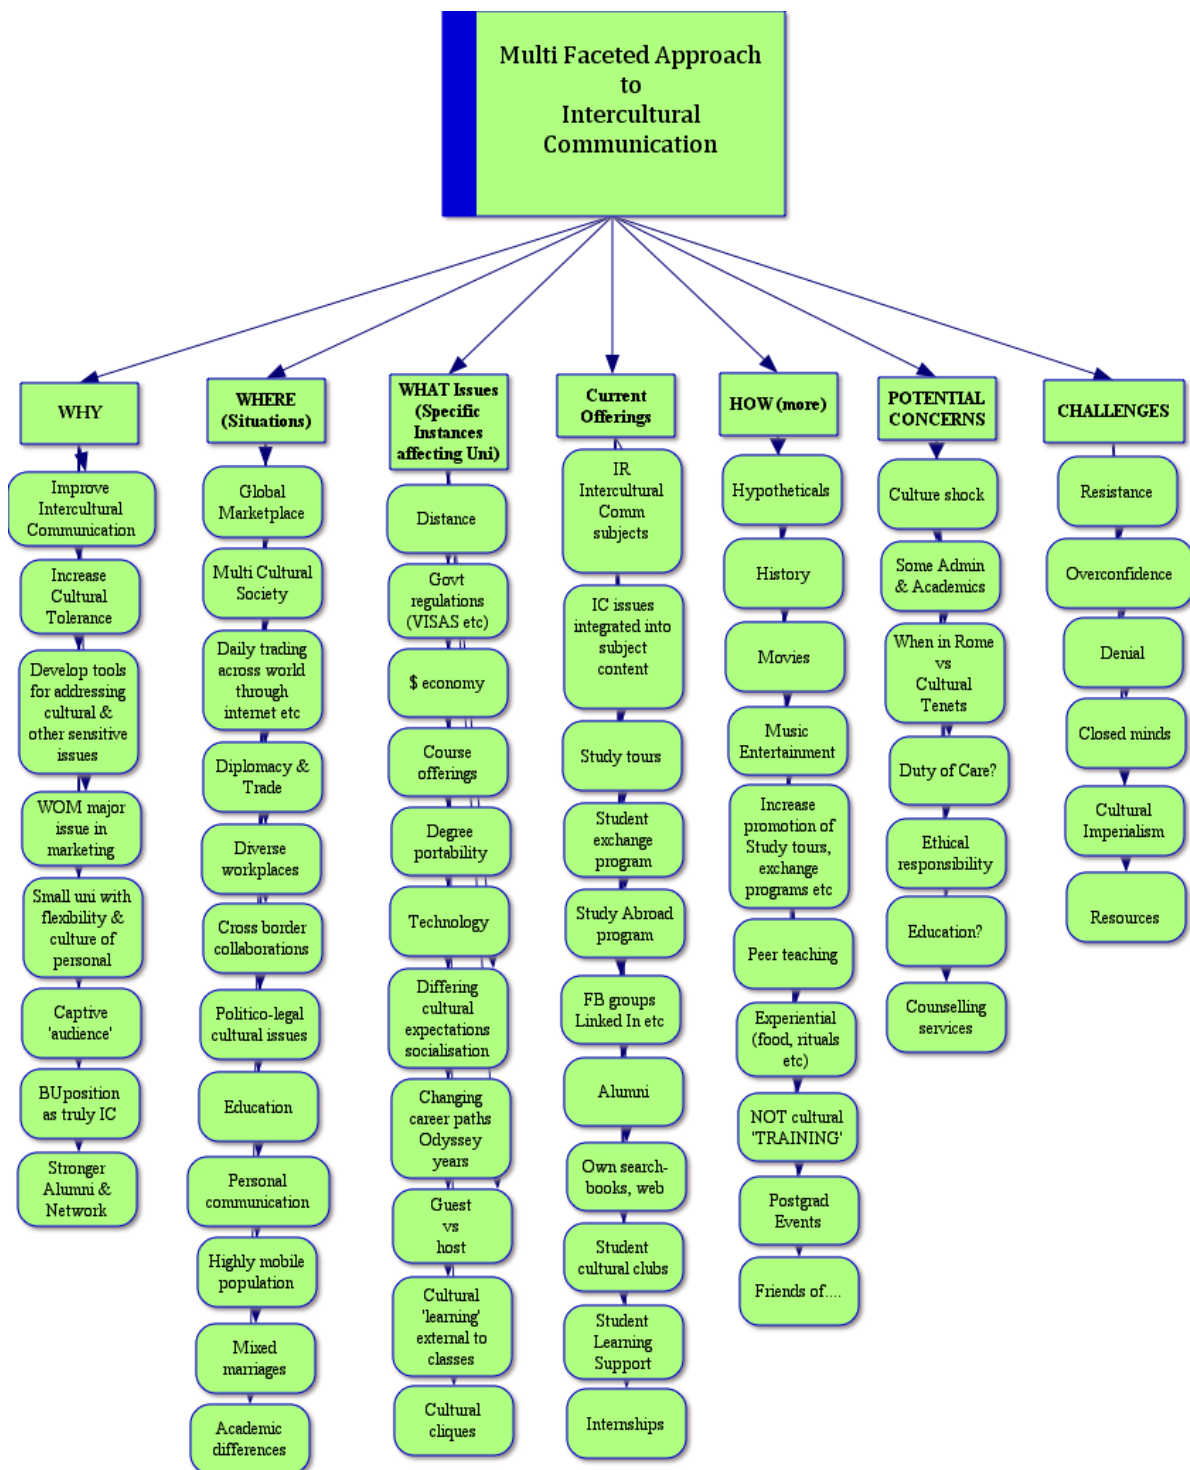 Multi Faceted Approach
to
Intercultural
Communication
WHY
Improve
Intercultural
Communication
Increase
Cultural
Tolerance
Develop tools
for addressing
cultural &
other sensitive
issues
WOM major
issue in
marketing
Small uni with
flexibility &
culture of
personal
Captive
'audience'
BUposition
as truly IC
Stronger
Alumni &
Network
WHERE
(Situations)
Global
Marketplace
Multi Cultural
Society
Daily trading
across world
through
internet etc
Diplomacy &
Trade
Diverse
workplaces
Cross border
collaborations
Politico-legal
cultural issues
Education
Personal
communication
Highly mobile
population
Mixed
marriages
Academic
differences
WHAT Issues
(Specific
Instances
affecting Uni)
Distance
Govt
regulations
(VISAS etc)
$ economy
Course
offerings
Degree
portability
Technology
Differing
cultural
expectations
socialisation
Changing
career paths
Odyssey
years
Guest
vs
host
Cultural
'learning'
external to
classes
Cultural
cliques
Current
Offerings
IR
Intercultural
Comm
subjects
IC issues
integrated into
subject
content
Study tours
Student
exchange
program
Study Abroad
program
FB groups
Linked In etc
Alumni
Own search-
books, web
Student
cultural clubs
Student
Learning
Support
Internships
HOW (more)
Hypotheticals
History
Movies
Music
Entertainment
Increase
promotion of
Study tours,
exchange
programs etc
Peer teaching
Experiential
(food, rituals
etc)
NOT cultural
'TRAINING'
Postgrad
Events
Friends of....
POTENTIAL
CONCERNS
Culture shock
Some Admin
& Academics
When in Rome
vs
Cultural
Tenets
Duty of Care?
Ethical
responsibility
Education?
Counselling
services
CHALLENGES
Resistance
Overconfidence
Denial
Closed minds
Cultural
Imperialism
Resources